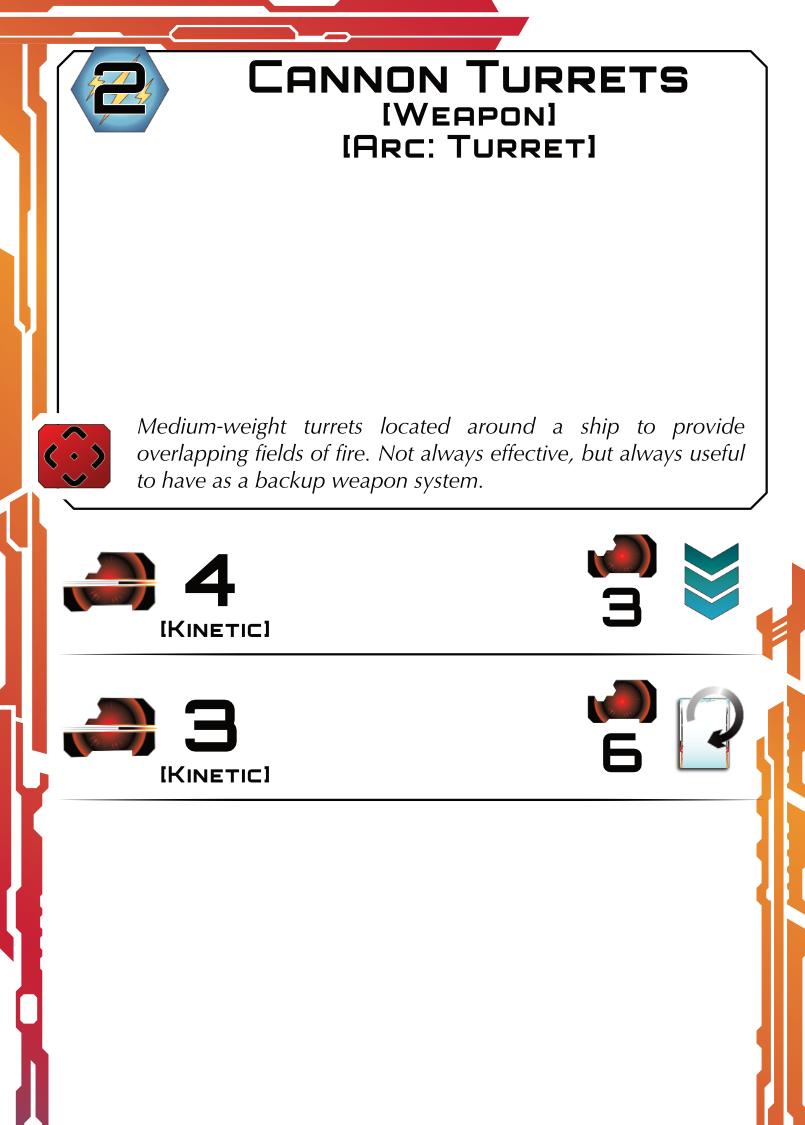 2
Cannon Turrets
[Weapon]
[Arc: Turret]
Medium-weight turrets located around a ship to provide
overlapping fields of fire. Not always effective, but always useful
to have as a backup weapon system.
4
[Kinetic]
3
3
[Kinetic]
6